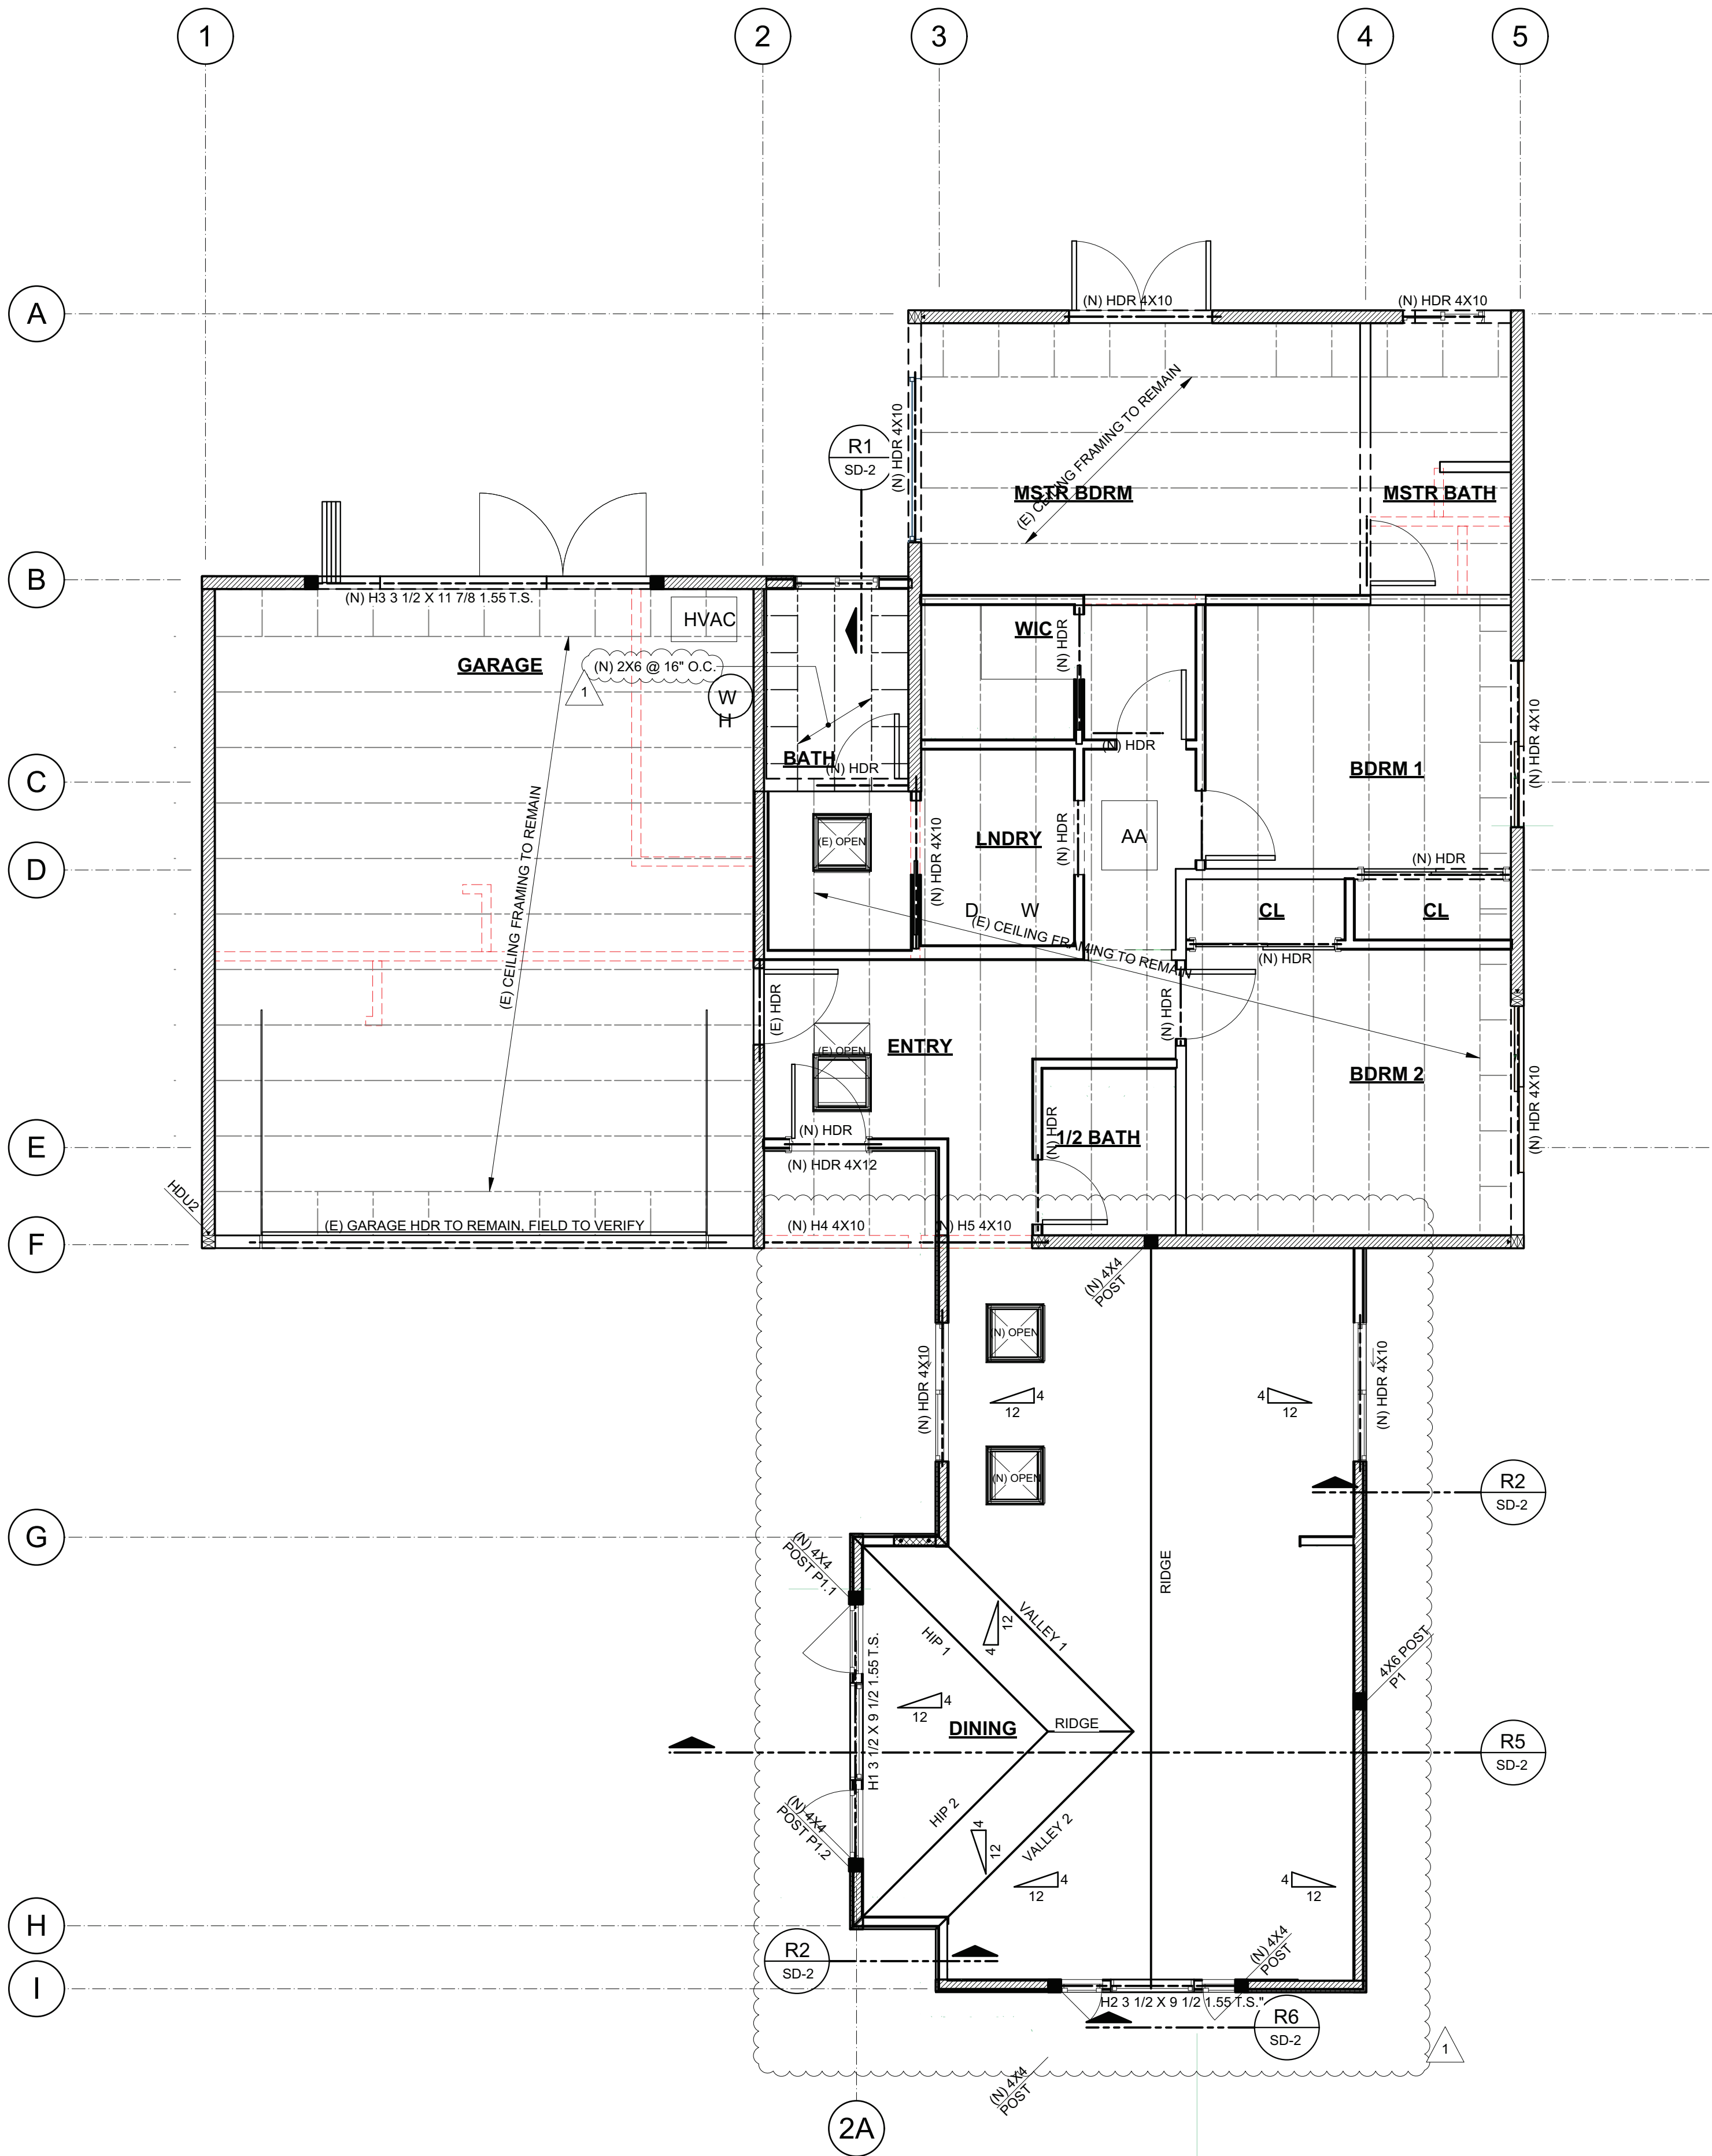 1
2
3
4
5
A
(N) HDR 4X10
(N) HDR 4X10
(E) CEILING FRAMING TO REMAIN
(N) HDR 4X10
R1
SD-2
MSTR BDRM
MSTR BATH
B
(N) H3 3 1/2 X 11 7/8 1.55 T.S.
HVAC
WIC
(N) HDR
GARAGE
(N) 2X6 @ 16" O.C.
1
W
H
BATH
(N) HDR
(N) HDR
(N) HDR 4X10
BDRM 1
C
(E) CEILING FRAMING TO REMAIN
(E) OPEN
(N) HDR 4X10
LNDRY
(N) HDR
AA
D
(N) HDR
D
W
(E) CEILING FRAMING TO REMAIN
CL
CL
(N) HDR
(E) HDR
(N) HDR
ENTRY
(E) OPEN
BDRM 2
(N) HDR 4X10
(N) HDR
(N) HDR
1/2 BATH
E
(N) HDR 4X12
HDU2
(E) GARAGE HDR TO REMAIN, FIELD TO VERIFY
(N) H4 4X10
(N) H5 4X10
F
(N) 4X4
POST
(N) OPEN
(N) HDR 4X10
(N) HDR 4X10
4
12
4
12
(N) OPEN
R2
SD-2
G
(N) 4X4
POST P1.1
RIDGE
HIP 1
VALLEY 1
4
12
4X6 POST
P1
H1 3 1/2 X 9 1/2 1.55 T.S.
4
12
DINING
RIDGE
R5
SD-2
(N) 4X4
POST P1.2
HIP 2
VALLEY 2
4
12
4
12
4
12
H
R2
SD-2
(N) 4X4
POST
I
H2 3 1/2 X 9 1/2 1.55 T.S."
R6
SD-2
1
(N) 4X4
POST
2A